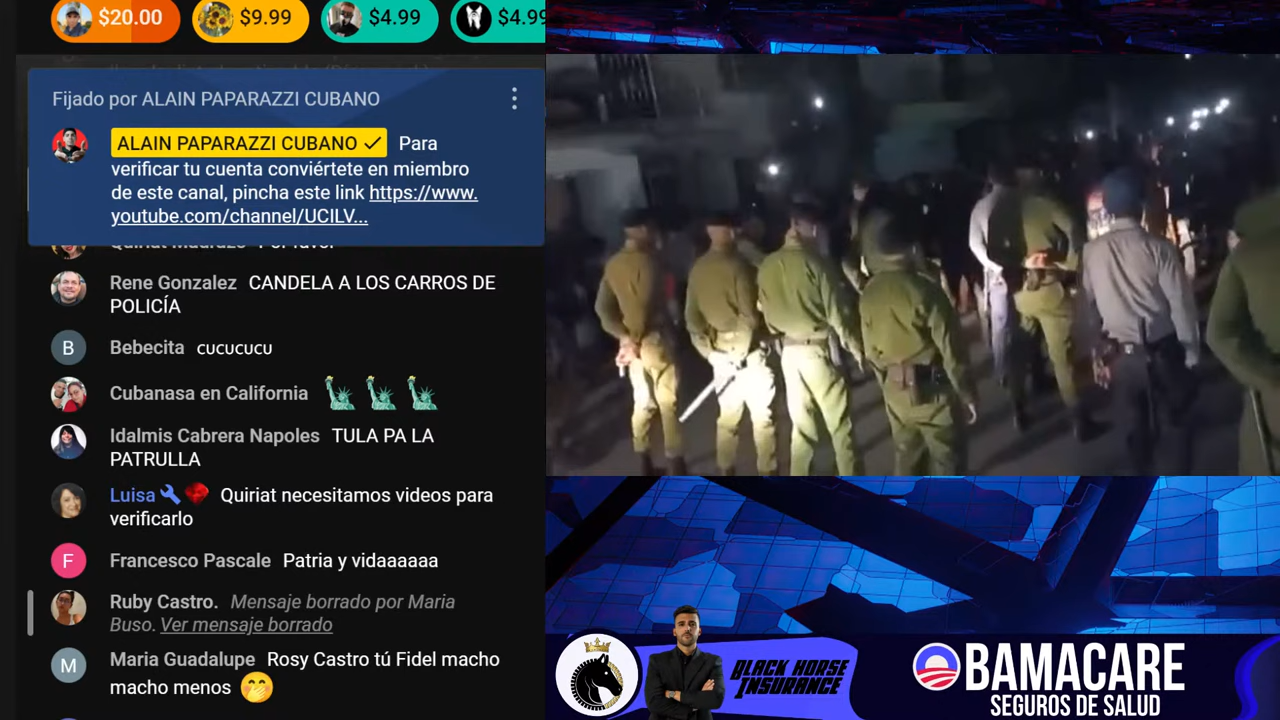 $20.00
$9.99
$4.99
$4.99
Fijado por ALAIN PAPARAZZI CUBANO
ALAIN PAPARAZZI CUBANO Para
verificar tu cuenta conviértete en miembro
de este canal, pincha este link https://www.
youtube.com/channel/UCILV...
Rene Gonzalez CANDELA A LOS CARROS DE
POLICÍA
B
Bebecita cucucucu
Cubanasa en California
Idalmis Cabrera Napoles TULA PA LA
PATRULLA
Luisa Quiriat necesitamos videos para
verificarlo
F
Francesco Pascale Patria y vidaaaaaa
Ruby Castro. Mensaje borrado por Maria
Buso. Ver mensaje borrado
M
Maria Guadalupe Rosy Castro tú Fidel macho
macho menos
BLACK HORSE
INSURANCE
OBAMACARE
SEGUROS DE SALUD